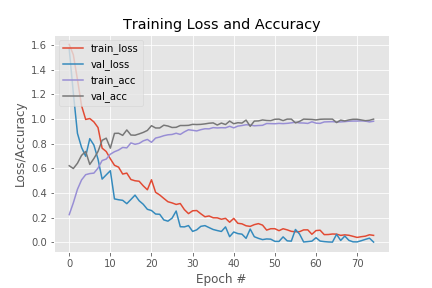 Training Loss and Accuracy
1.6
1.4
1.2
1.0
0.8
0.6
0.4
0.2
0.0
Loss/Accuracy
train_loss
val_loss
train_acc
val_acc
0 10 20 30 40 50 60 70
Epoch #